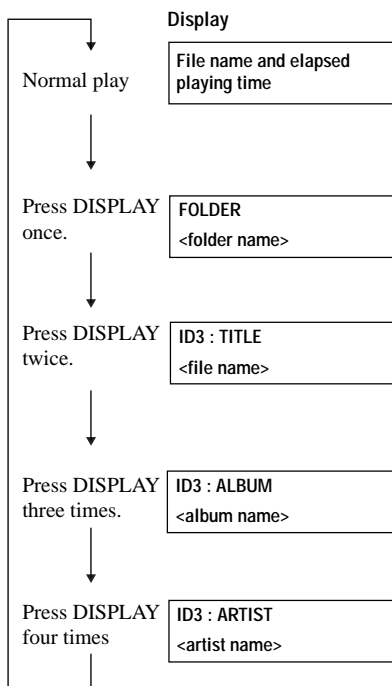 Display
Normal play
File name and elapsed
playing time
Press DISPLAY
once.
FOLDER
<folder name>
Press DISPLAY
twice.
ID3 : TITLE
<file name>
Press DISPLAY
three times.
ID3 : ALBUM
<album name>
Press DISPLAY
four times
ID3 : ARTIST
<artist name>